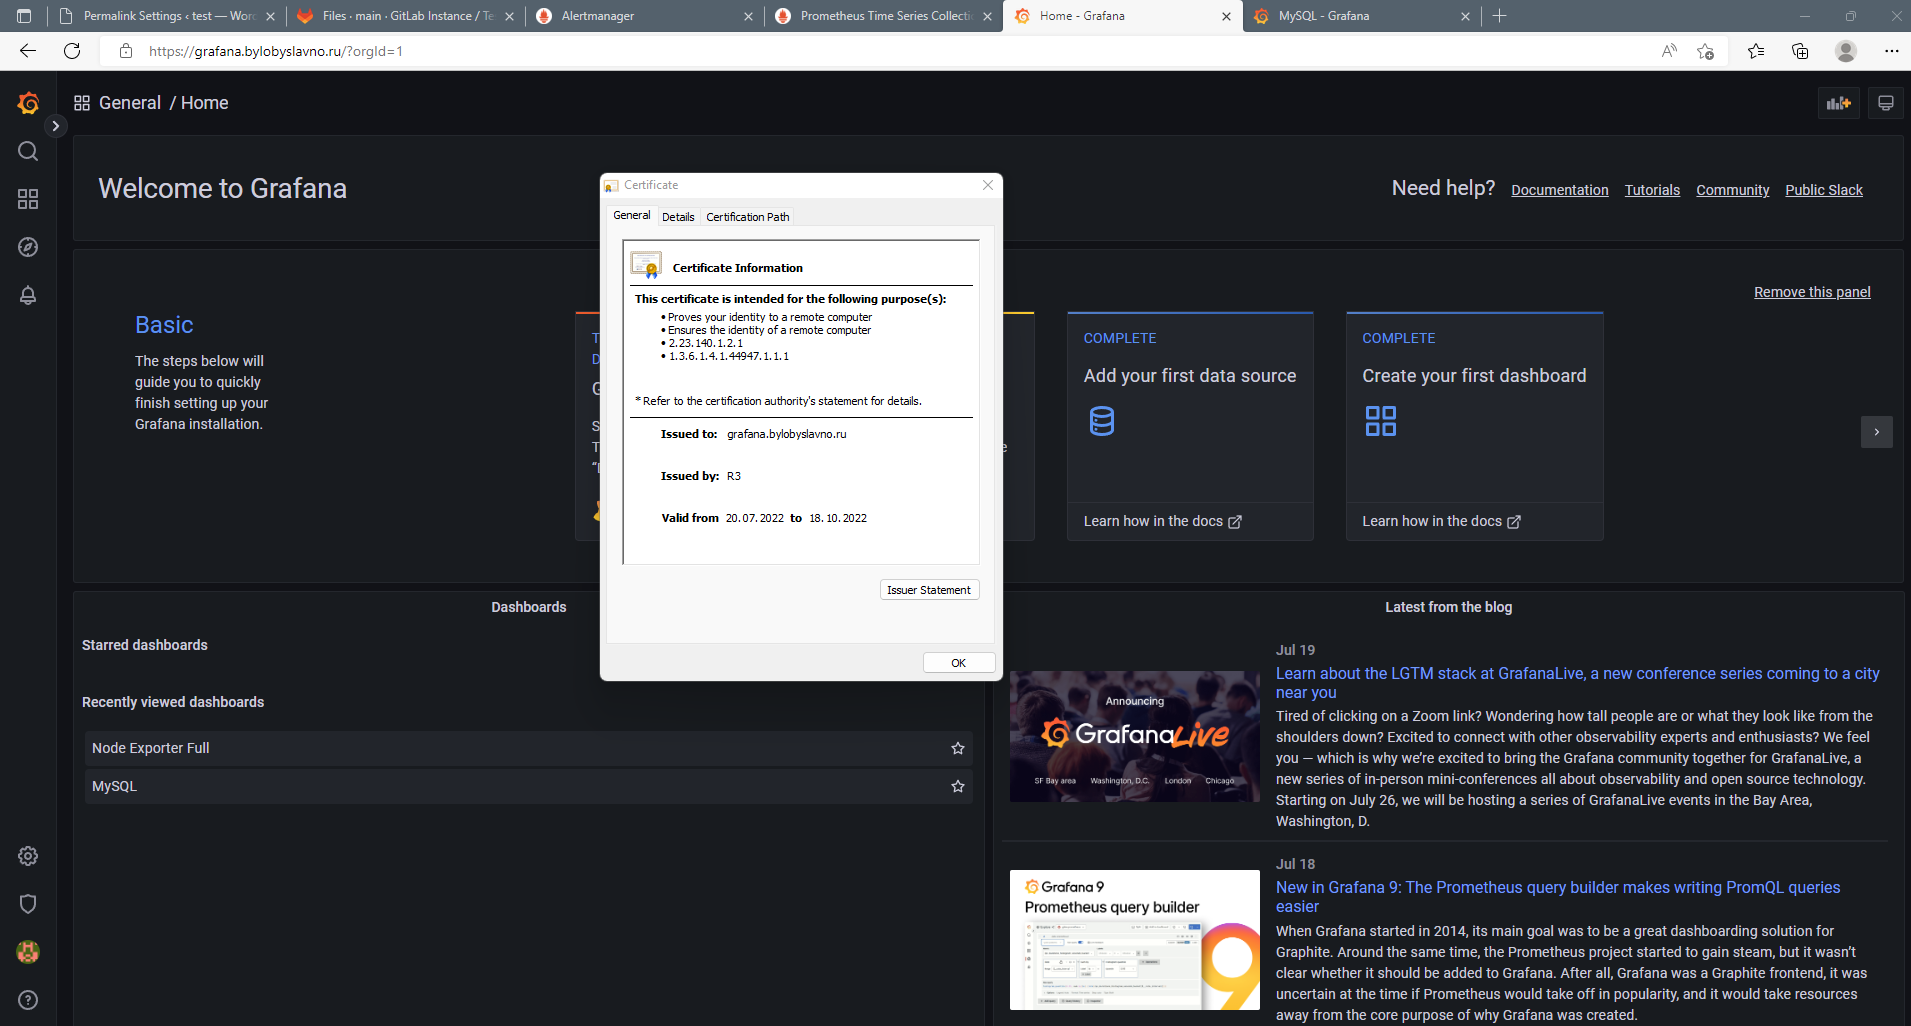 Permalink Settings ‹ test — Wor
Files · main · GitLab Instance / Te
Alertmanager
Prometheus Time Series Collecti
Home - Grafana
MySQL - Grafana
https://grafana.bylobyslavno.ru/?orgId=1
General / Home
Welcome to Grafana
Need help?
Documentation
Tutorials
Community
Public Slack
Certificate
General
Details
Certification Path
Certificate Information
This certificate is intended for the following purpose(s):
• Proves your identity to a remote computer
• Ensures the identity of a remote computer
• 2.23.140.1.2.1
• 1.3.6.1.4.1.44947.1.1.1
* Refer to the certification authority's statement for details.
Issued to: grafana.bylobyslavno.ru
Issued by: R3
Valid from 20.07.2022 to 18.10.2022
Issuer Statement
OK
Remove this panel
Basic
The steps below will
guide you to quickly
finish setting up your
Grafana installation.
COMPLETE
Add your first data source
Learn how in the docs
COMPLETE
Create your first dashboard
Learn how in the docs
Dashboards
Starred dashboards
Recently viewed dashboards
Node Exporter Full
MySQL
Latest from the blog
Jul 19
Learn about the LGTM stack at GrafanaLive, a new conference series coming to a city
near you
Announcing
GrafanaLive
SF Bay area Washington, D.C. London Chicago
Tired of clicking on a Zoom link? Wondering how tall people are or what they look like from the
shoulders down? Excited to connect with other observability experts and enthusiasts? We feel
you — which is why we’re excited to bring the Grafana community together for GrafanaLive, a
new series of in-person mini-conferences all about observability and open source technology.
Starting on July 26, we will be hosting a series of GrafanaLive events in the Bay Area,
Washington, D.
Jul 18
New in Grafana 9: The Prometheus query builder makes writing PromQL queries
easier
Grafana 9
Prometheus query builder
When Grafana started in 2014, its main goal was to be a great dashboarding solution for
Graphite. Around the same time, the Prometheus project started to gain steam, but it wasn’t
clear whether it should be added to Grafana. After all, Grafana was a Graphite frontend, it was
uncertain at the time if Prometheus would take off in popularity, and it would take resources
away from the core purpose of why Grafana was created.